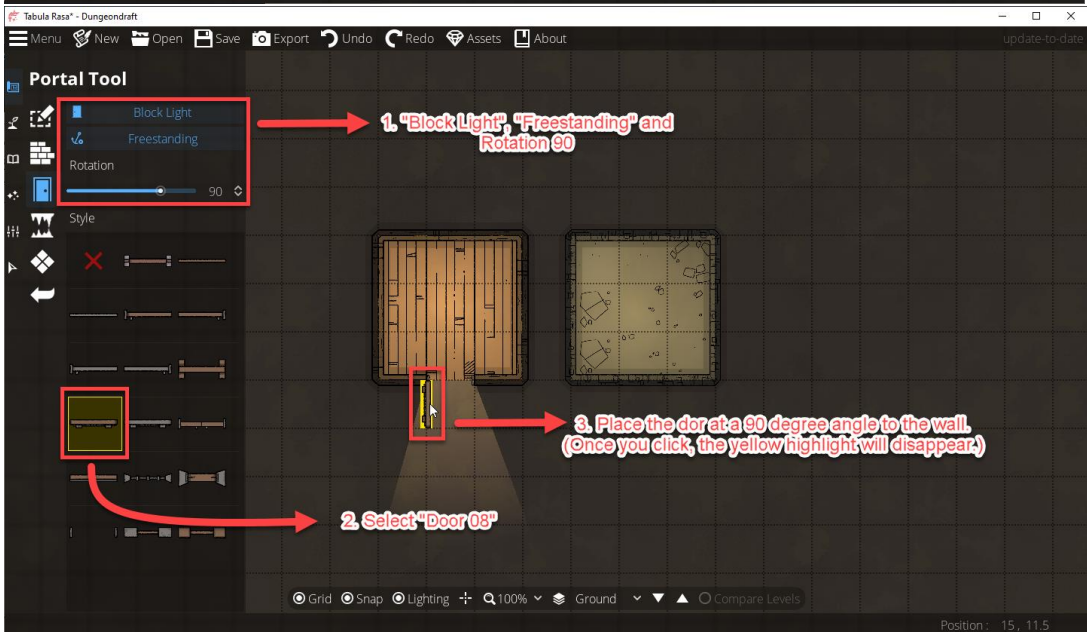 Tabula Rasa* - Dungeondraft
Menu New Open Save Export Undo Redo Assets About update-to-date
Portal Tool
Block Light
Freestanding
Rotation
90
Style
1. "Block Light", "Freestanding" and
Rotation 90
3. Place the dor at a 90 degree angle to the wall.
(Once you click, the yellow highlight will disappear.)
2. Select "Door 08"
Grid Snap Lighting 100% Ground Compare Levels
Position : 15, 11.5